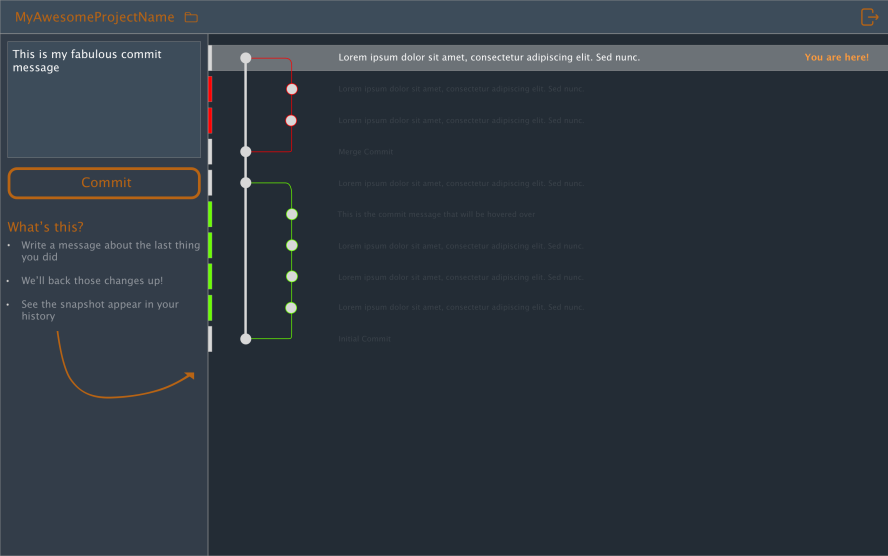 MyAwesomeProjectName
This is my fabulous commit
message
Commit
What's this?
• Write a message about the last thing
you did
• We'll back those changes up!
• See the snapshot appear in your
history
Lorem ipsum dolor sit amet, consectetur adipiscing elit. Sed nunc. You are here!
Lorem ipsum dolor sit amet, consectetur adipiscing elit. Sed nunc.
Lorem ipsum dolor sit amet, consectetur adipiscing elit. Sed nunc.
Merge Commit
Lorem ipsum dolor sit amet, consectetur adipiscing elit. Sed nunc.
This is the commit message that will be hovered over
Lorem ipsum dolor sit amet, consectetur adipiscing elit. Sed nunc.
Lorem ipsum dolor sit amet, consectetur adipiscing elit. Sed nunc.
Lorem ipsum dolor sit amet, consectetur adipiscing elit. Sed nunc.
Initial Commit